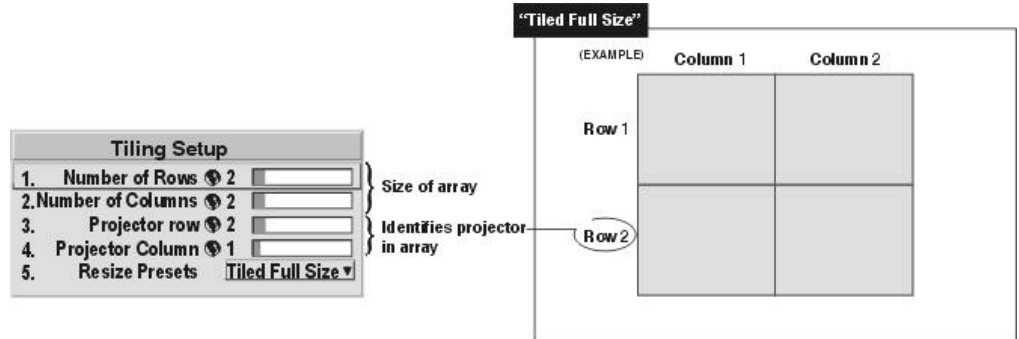 Tiling Setup
1. Number of Rows 2
2. Number of Columns 2
3. Projector row 2
4. Projector Column 1
5. Resize Presets Tiled Full Size
Size of array
Identifies projector
in array
“Tiled Full Size”
(EXAMPLE)
Column 1 Column 2
Row 1
Row 2